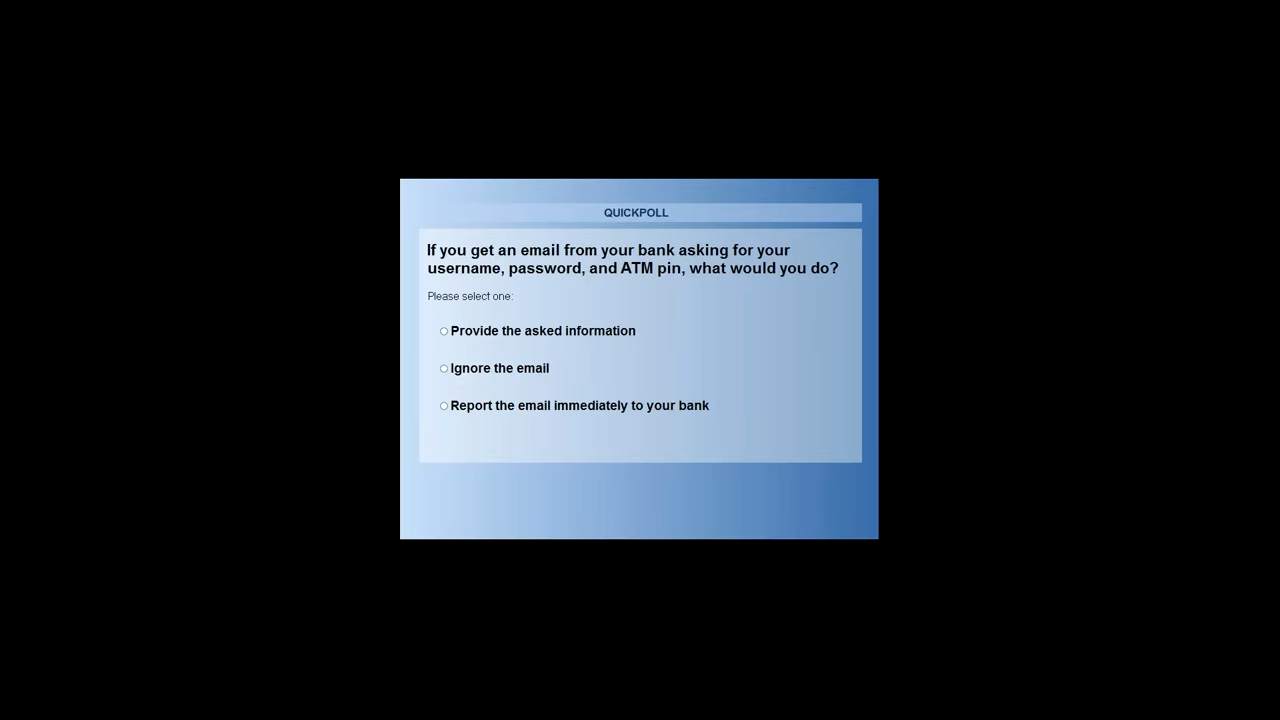 QUICKPOLL
If you get an email from your bank asking for your
username, password, and ATM pin, what would you do?
Please select one:
Provide the asked information
Ignore the email
Report the email immediately to your bank